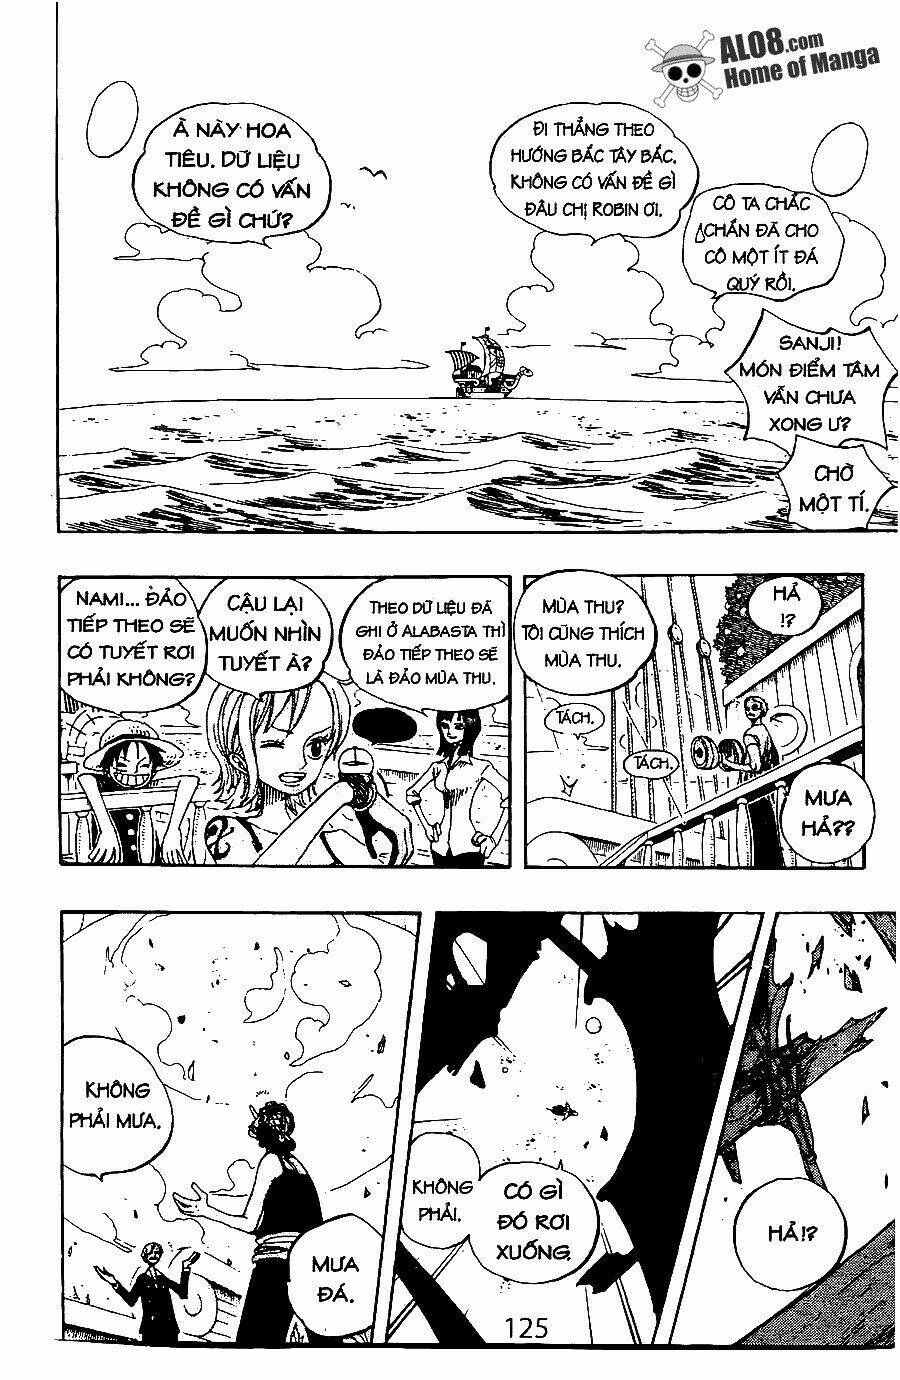 ALO8.com
Home of Manga
À NÀY HOA
TIÊU. DỮ LIỆU
KHÔNG CÓ VẤN
ĐỀ GÌ CHỨ?
ĐI THẲNG THEO
HƯỚNG BẮC TÂY BẮC.
KHÔNG CÓ VẤN ĐỀ GÌ
ĐÂU CHỊ ROBIN ƠI.
CÔ TA CHẮC
CHẮN ĐÃ CHO
CÔ MỘT ÍT ĐÁ
QUÝ RỒI.
SANJI!
MÓN ĐIỂM TÂM
VẪN CHƯA
XONG Ư?
CHỜ
MỘT TÍ.
NAMI... ĐẢO
TIẾP THEO SẼ
CÓ TUYẾT RƠI
PHẢI KHÔNG?
CẬU LẠI
MUỐN NHÌN
TUYẾT À?
THEO DỮ LIỆU ĐÃ
GHI Ở ALABASTA THÌ
ĐẢO TIẾP THEO SẼ
LÀ ĐẢO MÙA THU.
MÙA THU?
TÔI CŨNG THÍCH
MÙA THU.
HẢ
!?
TÁCH.
TÁCH.
MƯA
HẢ??
KHÔNG
PHẢI MƯA.
MƯA
ĐÁ.
KHÔNG
PHẢI.
CÓ GÌ
ĐÓ RƠI
XUỐNG.
HẢ!?
125